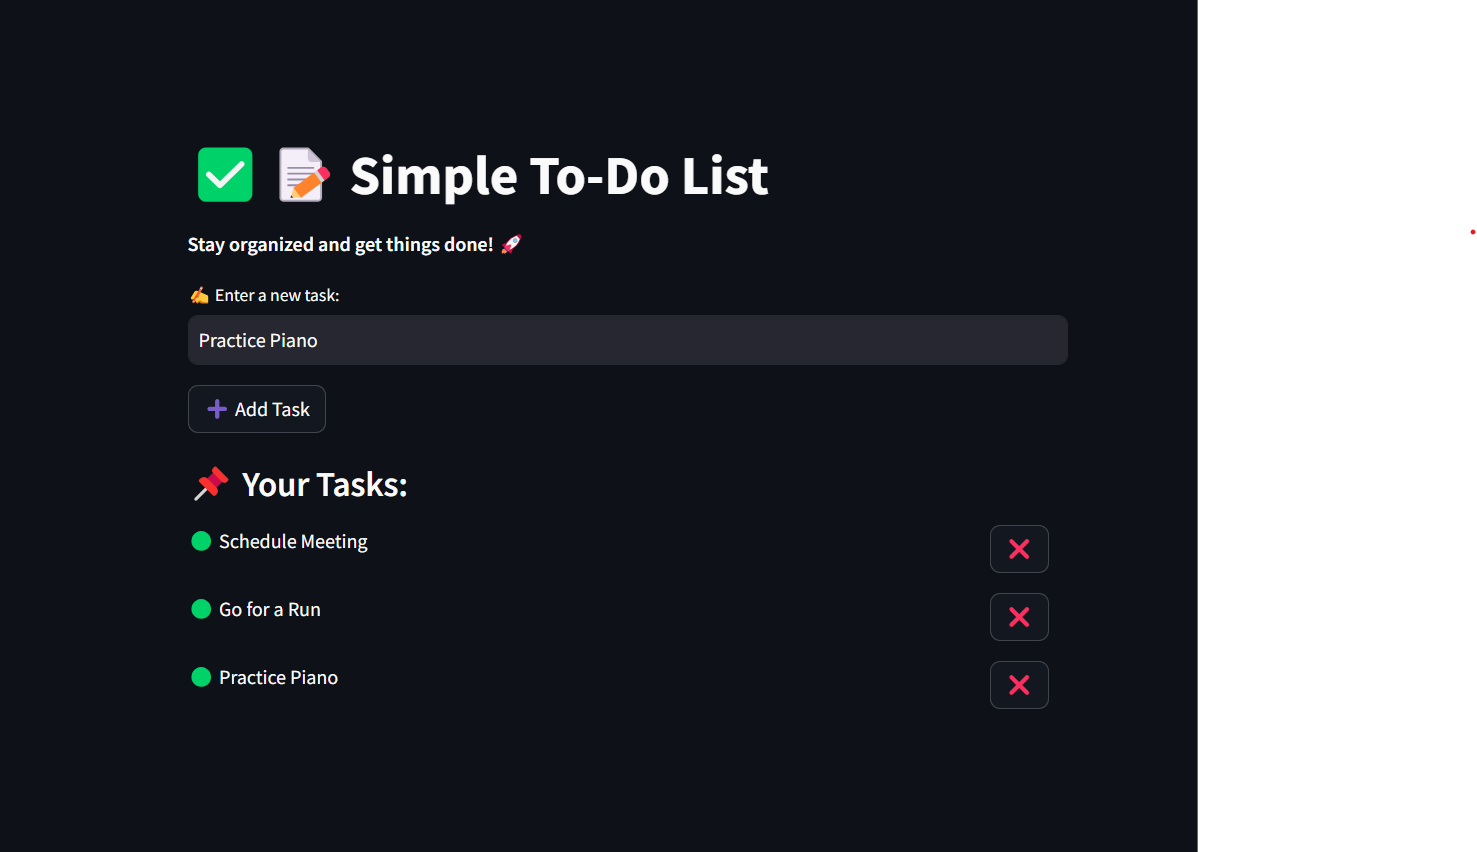 ✅ 📝 Simple To-Do List
Stay organized and get things done! 🚀
✍️ Enter a new task:
Practice Piano
➕ Add Task
📌 Your Tasks:
🟢 Schedule Meeting ❌
🟢 Go for a Run ❌
🟢 Practice Piano ❌